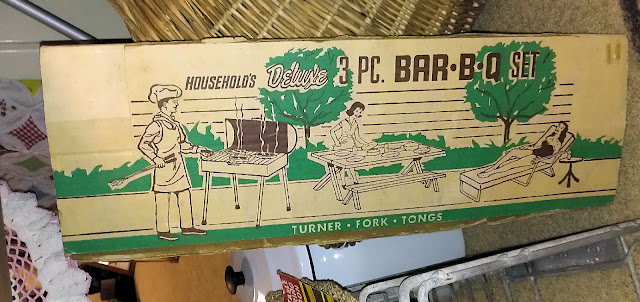 HOUSEHOLD'S Deluxe 3 PC. BAR•B•Q SET
TURNER • FORK • TONGS